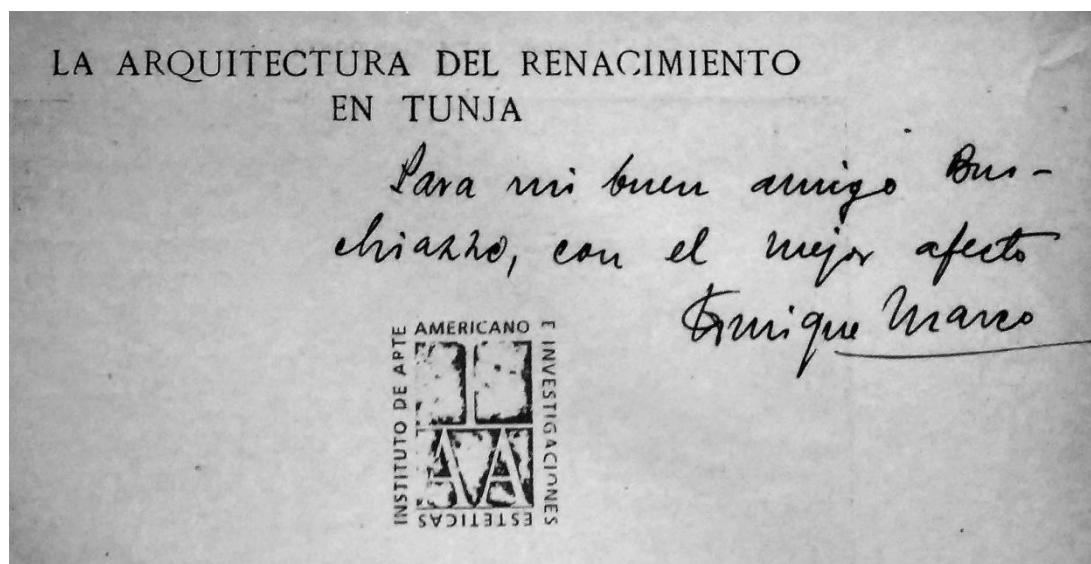 LA ARQUITECTURA DEL RENACIMIENTO
EN TUNJA
Para mi buen amigo Bus-
chiazzo, con el mejor afecto
Enrique Marco
INSTITUTO DE ARTE
AMERICANO
E INVESTIGACIONES
ESTETICAS